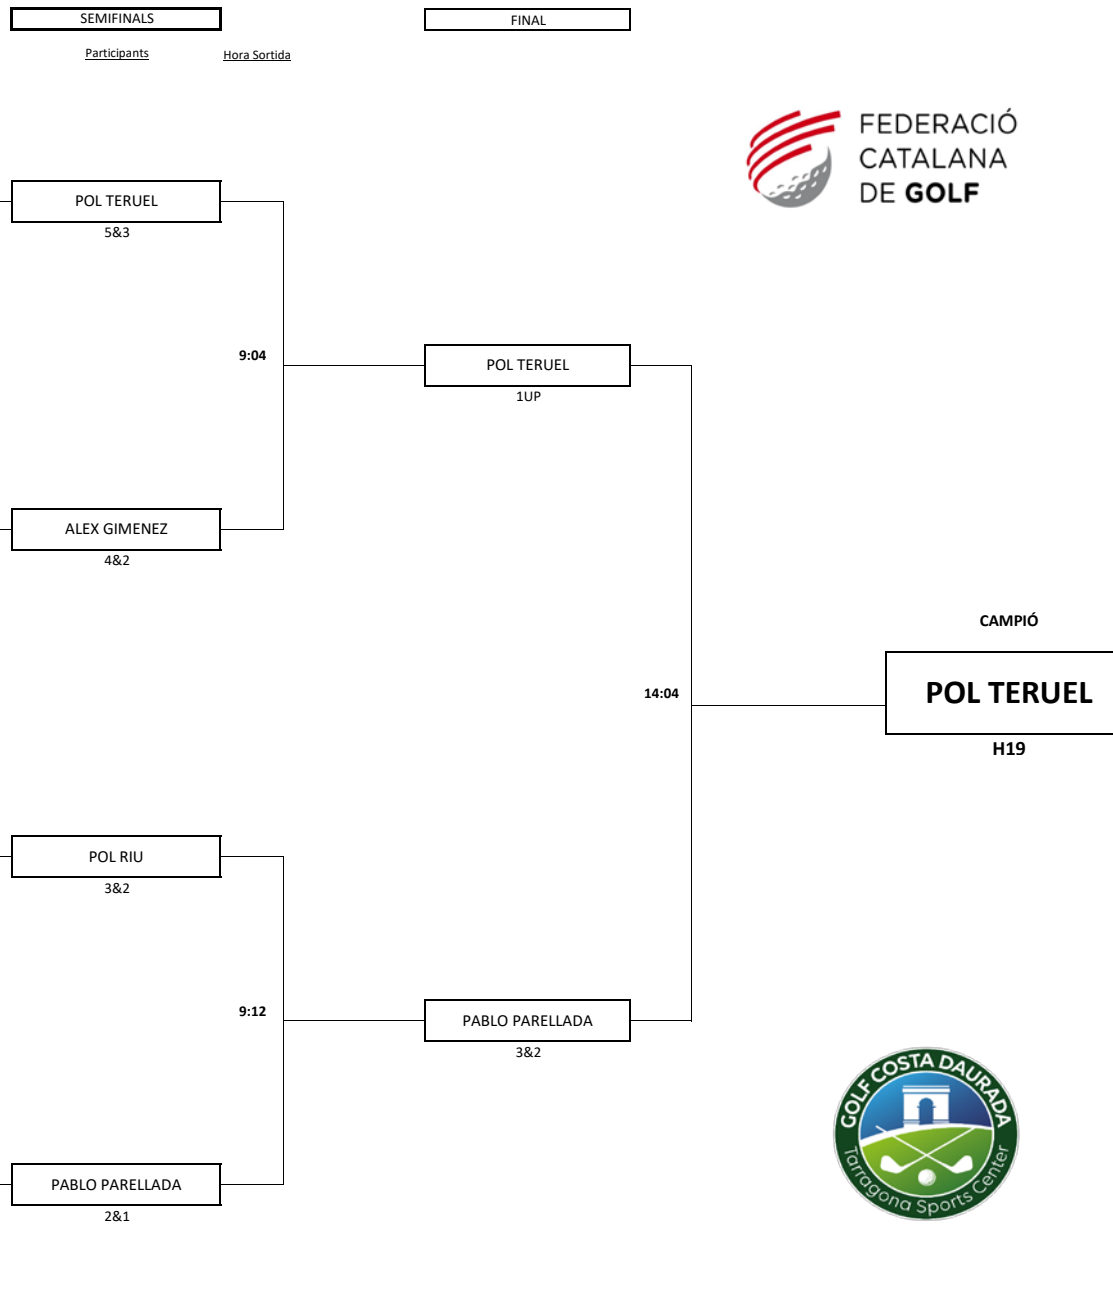 SEMIFINALS
FINAL
Participants
Hora Sortida
FEDERACIÓ
CATALANA
DE GOLF
POL TERUEL
5&3
9:04
POL TERUEL
1UP
ALEX GIMENEZ
4&2
CAMPIÓ
14:04
POL TERUEL
H19
POL RIU
3&2
9:12
PABLO PARELLADA
3&2
PABLO PARELLADA
2&1
GOLF COSTA DAURADA
Tarragona Sports Center